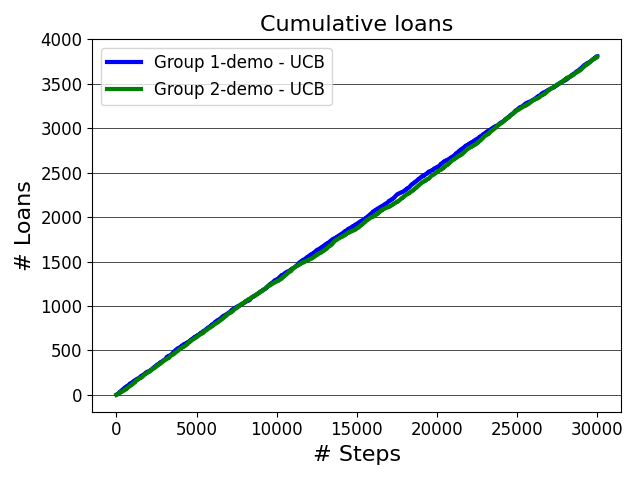 Cumulative loans
4000
3500
3000
2500
2000
1500
1000
500
0
# Loans
Group 1-demo - UCB
Group 2-demo - UCB
0 5000 10000 15000 20000 25000 30000
# Steps